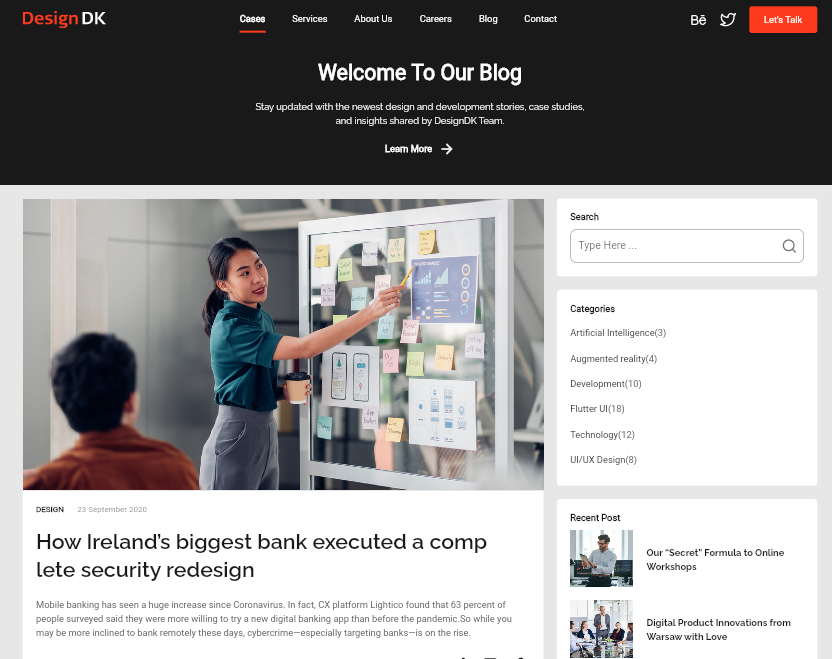 Design DK
Cases
Services
About Us
Careers
Blog
Contact
Bē
Let's Talk
Welcome To Our Blog
Stay updated with the newest design and development stories, case studies,
and insights shared by DesignDK Team.
Learn More
Search
Type Here ...
Categories
Artificial Intelligence(3)
Augmented reality(4)
Development(10)
Flutter UI(18)
Technology(12)
UI/UX Design(8)
DESIGN 23 September 2020
How Ireland's biggest bank executed a comp
lete security redesign
Mobile banking has seen a huge increase since Coronavirus. In fact, CX platform Lightico found that 63 percent of
people surveyed said they were more willing to try a new digital banking app than before the pandemic.So while you
may be more inclined to bank remotely these days, cybercrime—especially targeting banks—is on the rise.
Recent Post
Our “Secret” Formula to Online
Workshops
Digital Product Innovations from
Warsaw with Love